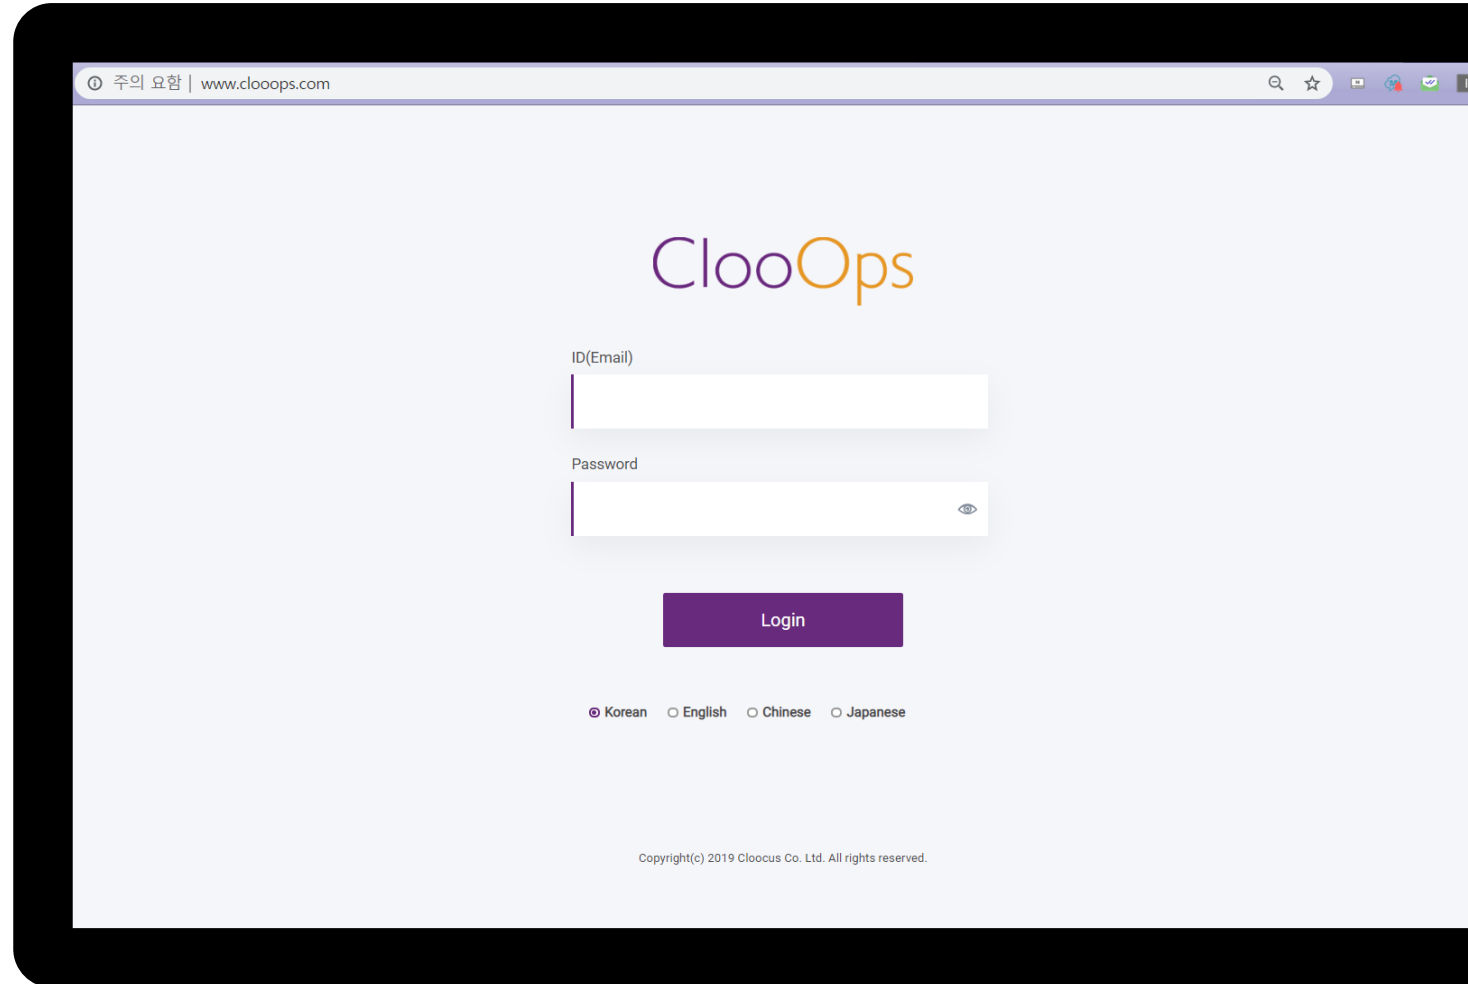 주의 요함 | www.clooops.com
ClooOps
ID(Email)
Password
Login
Korean English Chinese Japanese
Copyright(c) 2019 Cloocus Co. Ltd. All rights reserved.